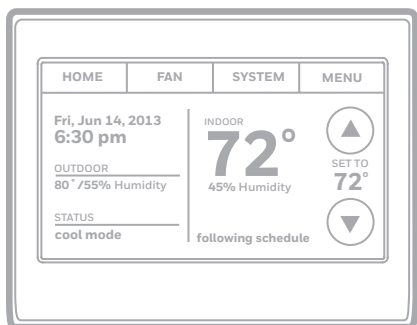 HOME
FAN
SYSTEM
MENU
Fri, Jun 14, 2013
6:30 pm
OUTDOOR
80°/55% Humidity
STATUS
cool mode
INDOOR
72°
45% Humidity
following schedule
SET TO
72°